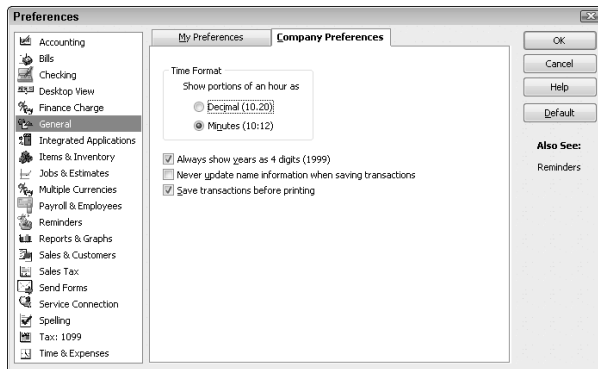 Preferences
Accounting
Bills
Checking
Desktop View
Finance Charge
General
Integrated Applications
Items & Inventory
Jobs & Estimates
Multiple Currencies
Payroll & Employees
Reminders
Reports & Graphs
Sales & Customers
Sales Tax
Send Forms
Service Connection
Spelling
Tax: 1099
Time & Expenses
My Preferences
Company Preferences
Time Format
Show portions of an hour as
Decimal (10.20)
Minutes (10:12)
Always show years as 4 digits (1999)
Never update name information when saving transactions
Save transactions before printing
OK
Cancel
Help
Default
Also See:
Reminders